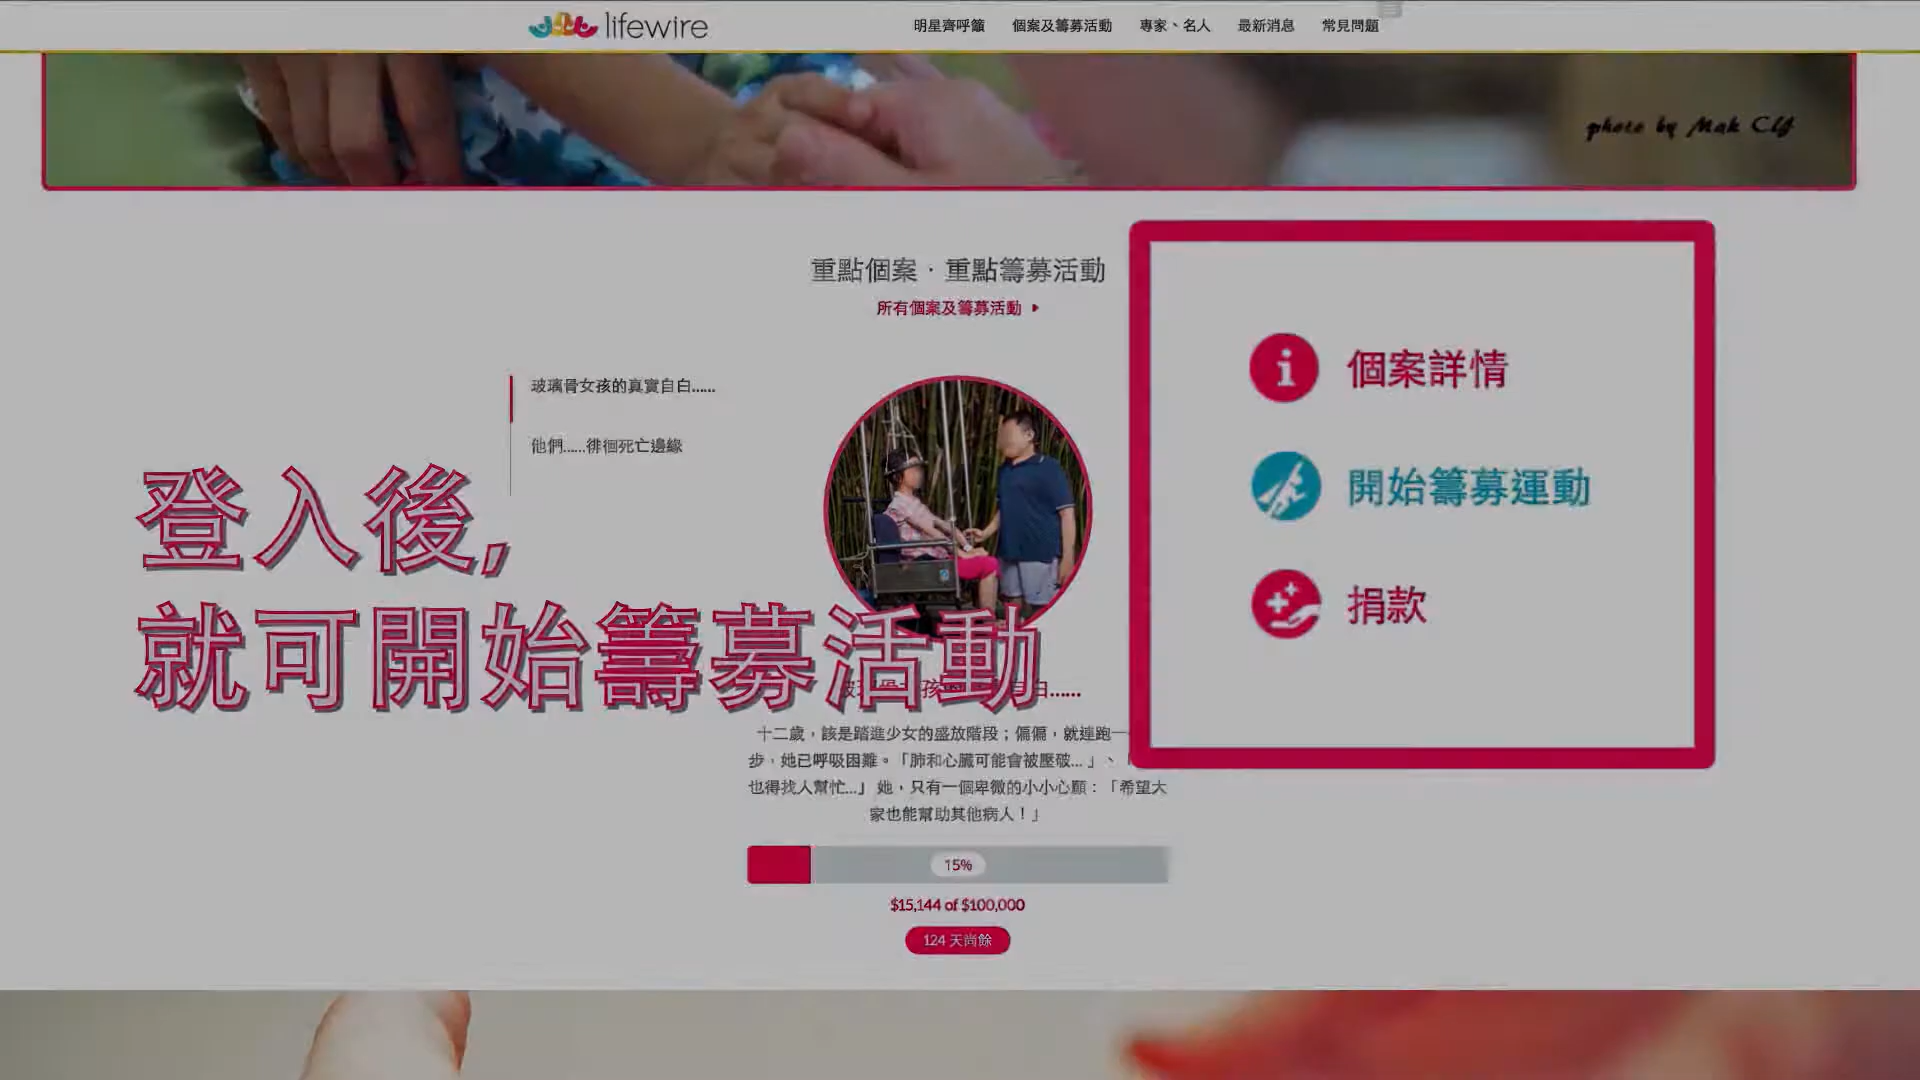 lifewire
明星齊呼籲 個案及籌募活動 專家、名人 最新消息 常見問題
photo by Mak Clf
重點個案．重點籌募活動
所有個案及籌募活動
玻璃骨女孩的真實自白......
他們......徘徊死亡邊緣
登入後,
就可開始籌募活動
個案詳情
開始籌募運動
捐款
十二歲，該是踏進少女的盛放階段；偏偏，就連跑一
步，她已呼吸困難。「肺和心臟可能會被壓破... 」、「
也得找人幫忙...」 她，只有一個卑微的小小心願：「希望大
家也能幫助其他病人！」
15%
$15,144 of $100,000
124 天尚餘